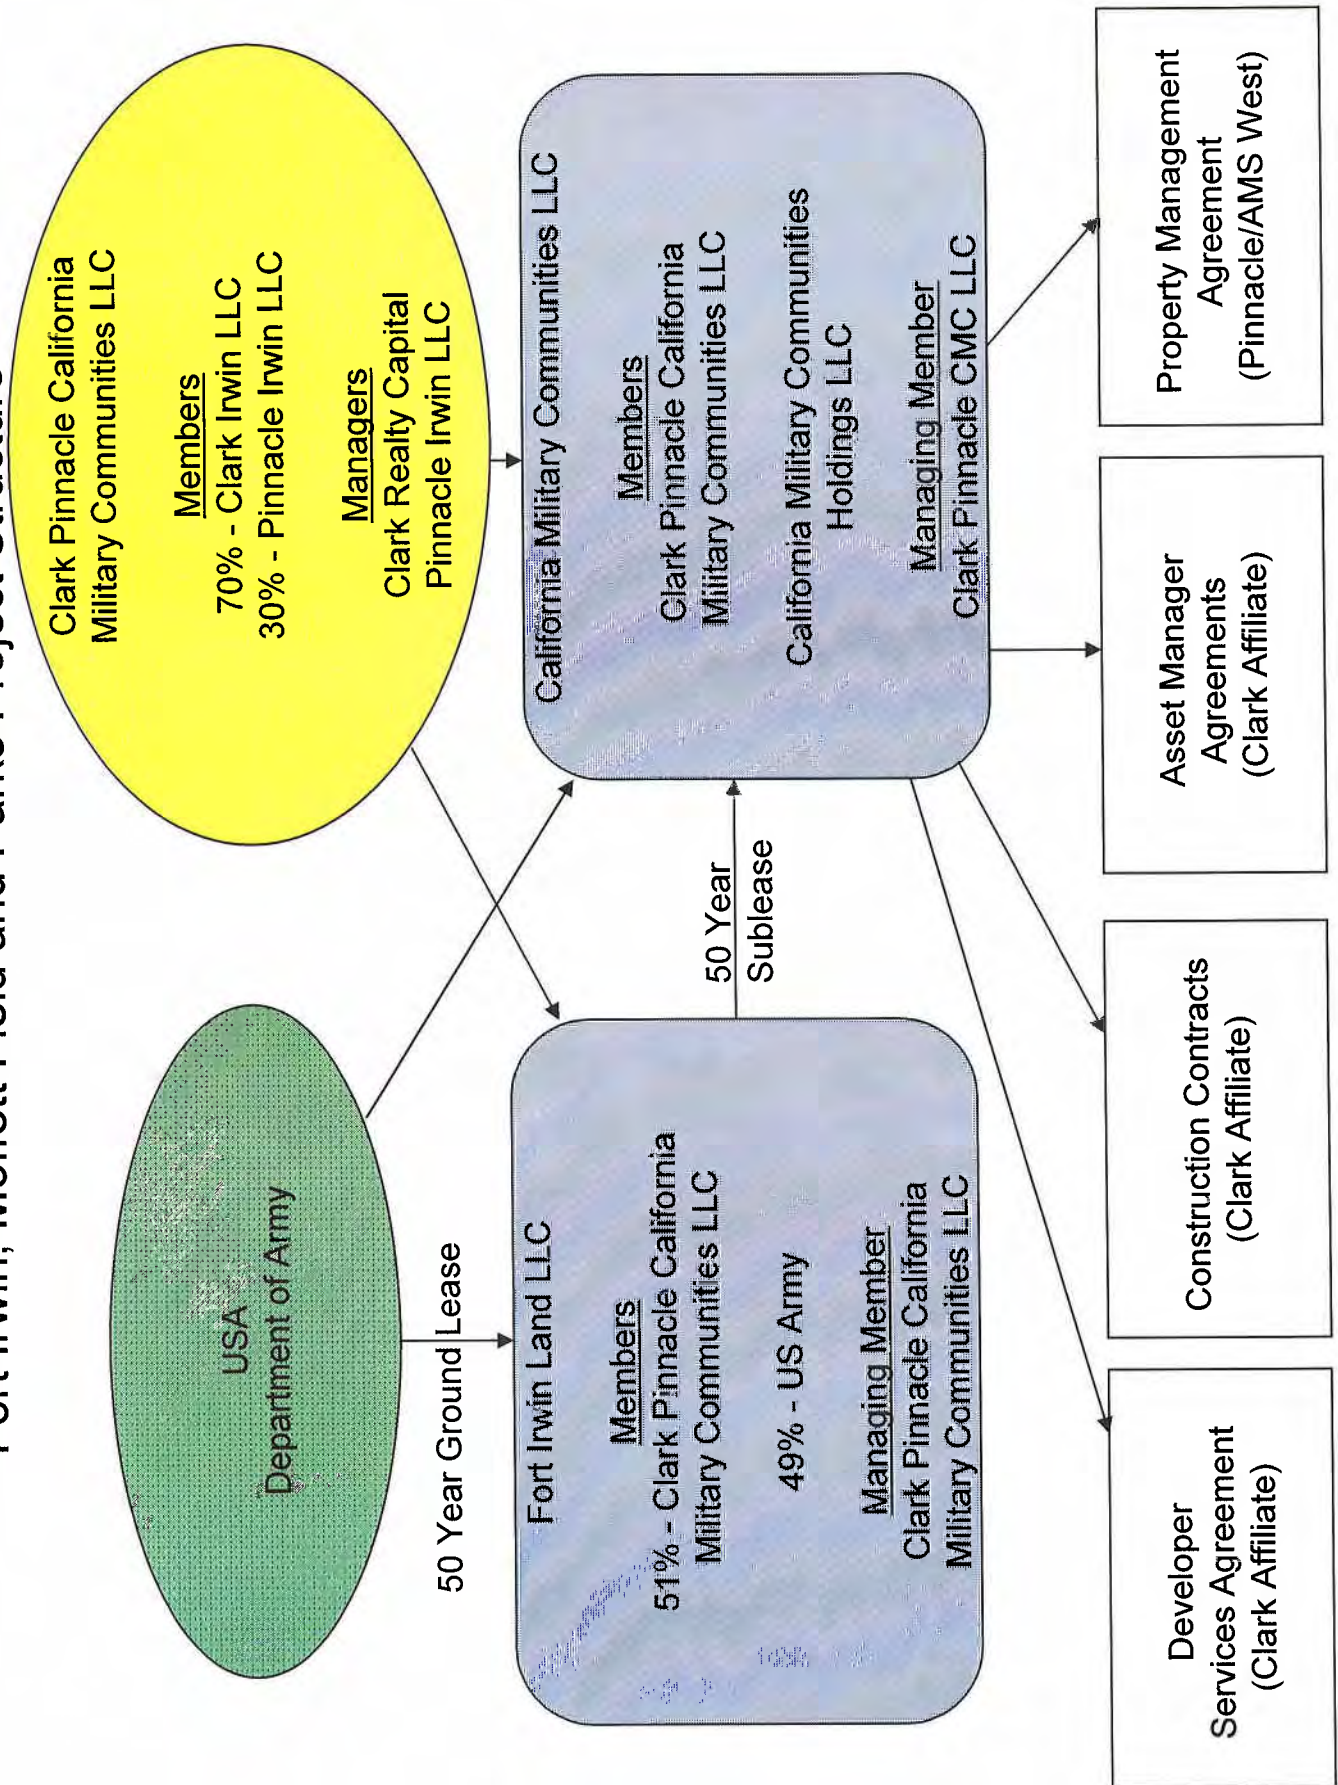 Fort Irwin, Moffett Field and Parks Project Structure
USA
Department of Army
Clark Pinnacle California
Military Communities LLC
Members
70% - Clark Irwin LLC
30% - Pinnacle Irwin LLC
Managers
Clark Realty Capital
Pinnacle Irwin LLC
50 Year Ground Lease
Fort Irwin Land LLC
Members
51% - Clark Pinnacle California
Military Communities LLC
49% - US Army
Managing Member
Clark Pinnacle California
Military Communities LLC
50 Year
Sublease
California Military Communities LLC
Members
Clark Pinnacle California
Military Communities LLC
California Military Communities
Holdings LLC
Managing Member
Clark Pinnacle CMC LLC
Developer
Services Agreement
(Clark Affiliate)
Construction Contracts
(Clark Affiliate)
Asset Manager
Agreements
(Clark Affiliate)
Property Management
Agreement
(Pinnacle/AMS West)